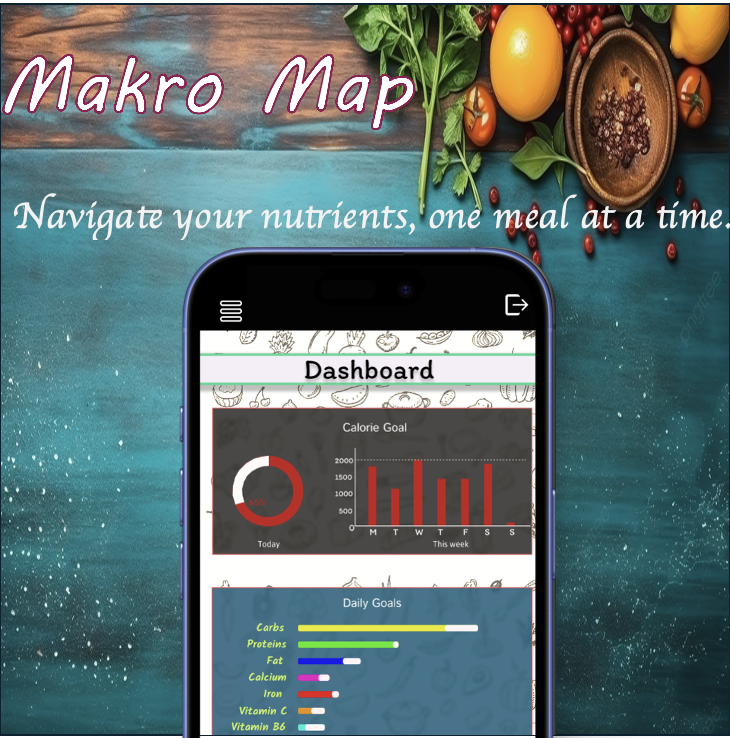 Makro Map
Navigate your nutrients, one meal at a time.
Dashboard
Calorie Goal
2000
1500
1000
500
0
M T W T F S S
Today
This week
Daily Goals
Carbs
Proteins
Fat
Calcium
Iron
Vitamin C
Vitamin B6